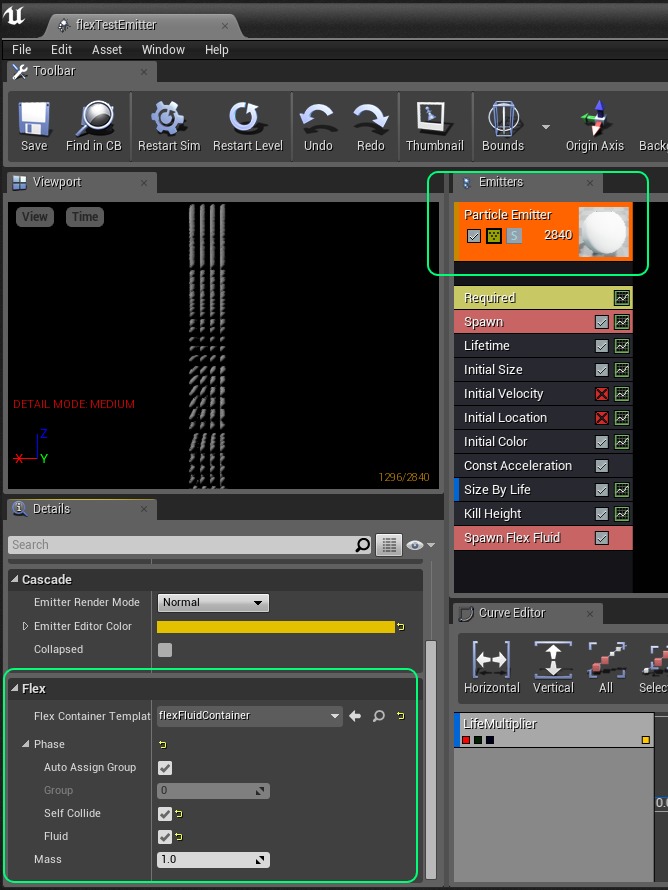 flexTestEmitter
File Edit Asset Window Help
Toolbar
Save Find in CB Restart Sim Restart Level Undo Redo Thumbnail Bounds Origin Axis Back
Viewport
View Time
DETAIL MODE: MEDIUM
Z
X Y
1296/2840
Emitters
Particle Emitter
S 2840
Required
Spawn
Lifetime
Initial Size
Initial Velocity
Initial Location
Initial Color
Const Acceleration
Size By Life
Kill Height
Spawn Flex Fluid
Details
Search
Cascade
Emitter Render Mode Normal
Emitter Editor Color
Collapsed
Flex
Flex Container Templat flexFluidContainer
Phase
Auto Assign Group
Group 0
Self Collide
Fluid
Mass 1.0
Curve Editor
Horizontal Vertical All Selec
LifeMultiplier
0.0